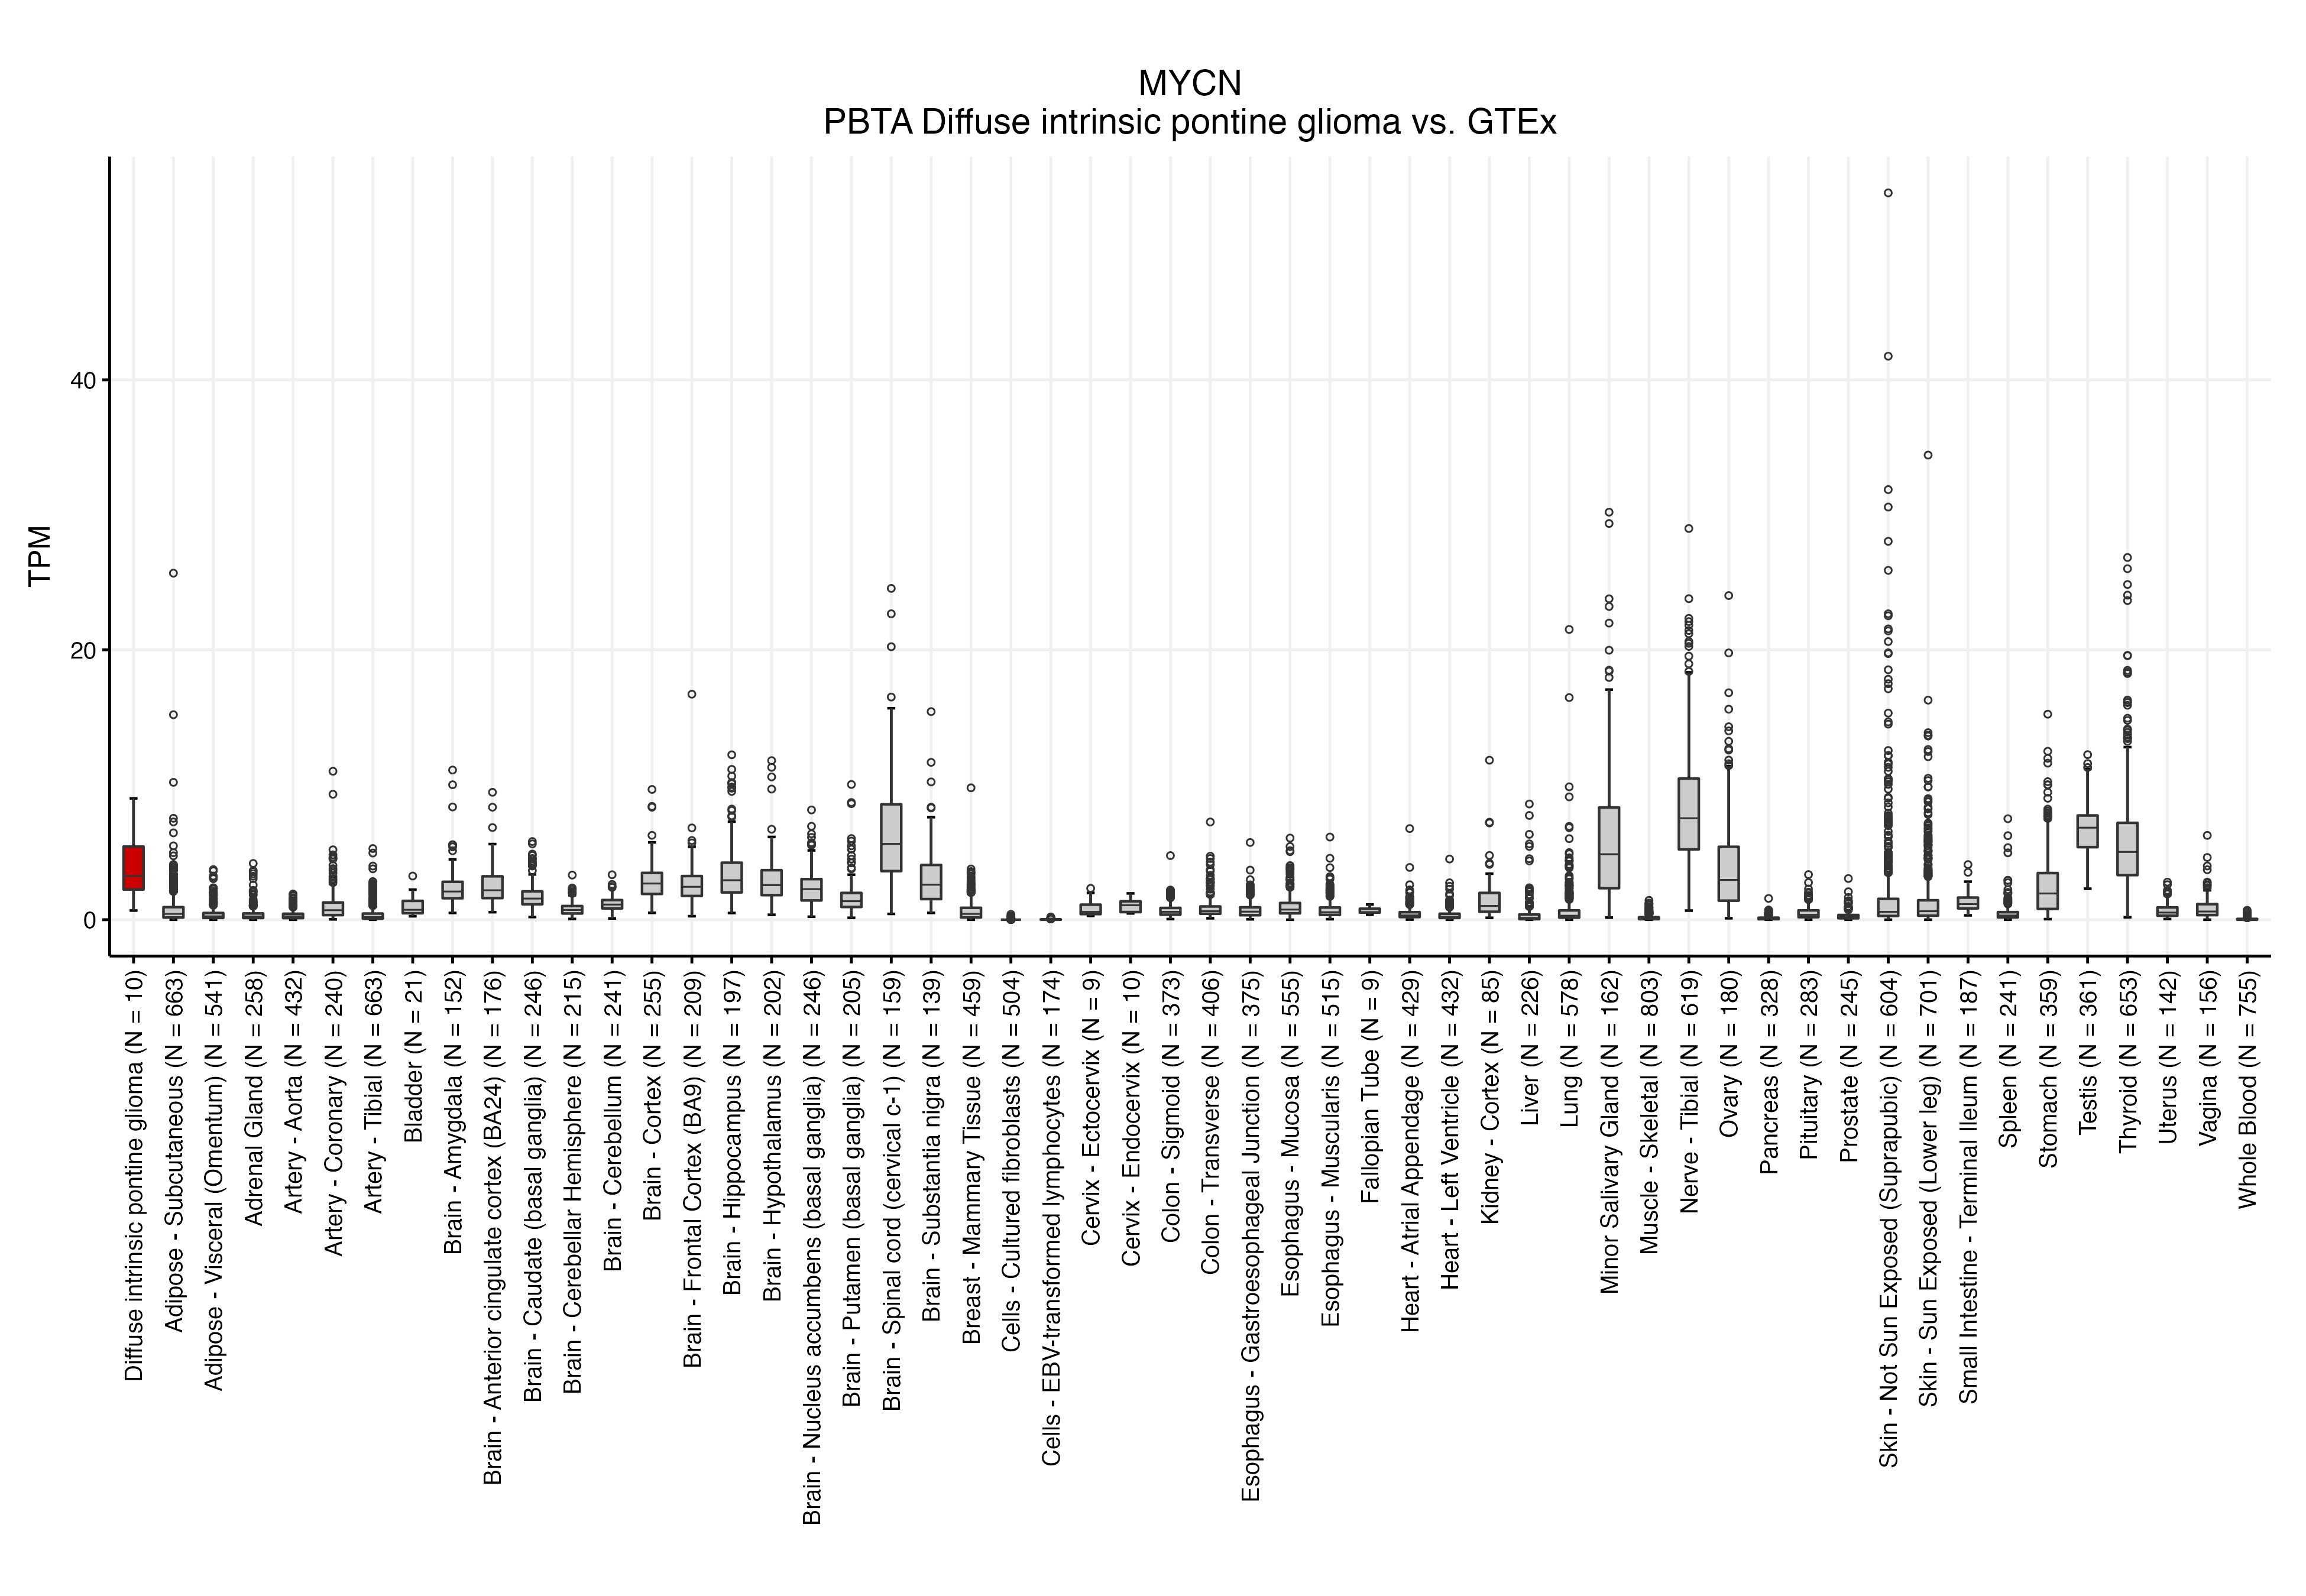 MYCN
PBTA Diffuse intrinsic pontine glioma vs. GTEx
TPM
40
20
0
Diffuse intrinsic pontine glioma (N = 10)
Adipose - Subcutaneous (N = 663)
Adipose - Visceral (Omentum) (N = 541)
Adrenal Gland (N = 258)
Artery - Aorta (N = 432)
Artery - Coronary (N = 240)
Artery - Tibial (N = 663)
Bladder (N = 21)
Brain - Amygdala (N = 152)
Brain - Anterior cingulate cortex (BA24) (N = 176)
Brain - Caudate (basal ganglia) (N = 246)
Brain - Cerebellar Hemisphere (N = 215)
Brain - Cerebellum (N = 241)
Brain - Cortex (N = 255)
Brain - Frontal Cortex (BA9) (N = 209)
Brain - Hippocampus (N = 197)
Brain - Hypothalamus (N = 202)
Brain - Nucleus accumbens (basal ganglia) (N = 246)
Brain - Putamen (basal ganglia) (N = 205)
Brain - Spinal cord (cervical c-1) (N = 159)
Brain - Substantia nigra (N = 139)
Breast - Mammary Tissue (N = 459)
Cells - Cultured fibroblasts (N = 504)
Cells - EBV-transformed lymphocytes (N = 174)
Cervix - Ectocervix (N = 9)
Cervix - Endocervix (N = 10)
Colon - Sigmoid (N = 373)
Colon - Transverse (N = 406)
Esophagus - Gastroesophageal Junction (N = 375)
Esophagus - Mucosa (N = 555)
Esophagus - Muscularis (N = 515)
Fallopian Tube (N = 9)
Heart - Atrial Appendage (N = 429)
Heart - Left Ventricle (N = 432)
Kidney - Cortex (N = 85)
Liver (N = 226)
Lung (N = 578)
Minor Salivary Gland (N = 162)
Muscle - Skeletal (N = 803)
Nerve - Tibial (N = 619)
Ovary (N = 180)
Pancreas (N = 328)
Pituitary (N = 283)
Prostate (N = 245)
Skin - Not Sun Exposed (Suprapubic) (N = 604)
Skin - Sun Exposed (Lower leg) (N = 701)
Small Intestine - Terminal Ileum (N = 187)
Spleen (N = 241)
Stomach (N = 359)
Testis (N = 361)
Thyroid (N = 653)
Uterus (N = 142)
Vagina (N = 156)
Whole Blood (N = 755)